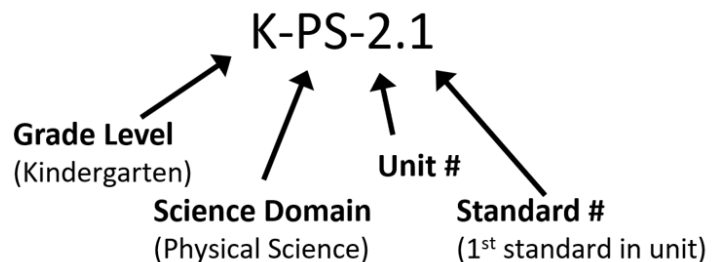 K-PS-2.1
Grade Level
(Kindergarten)
Unit #
Science Domain
(Physical Science)
Standard #
(1st standard in unit)